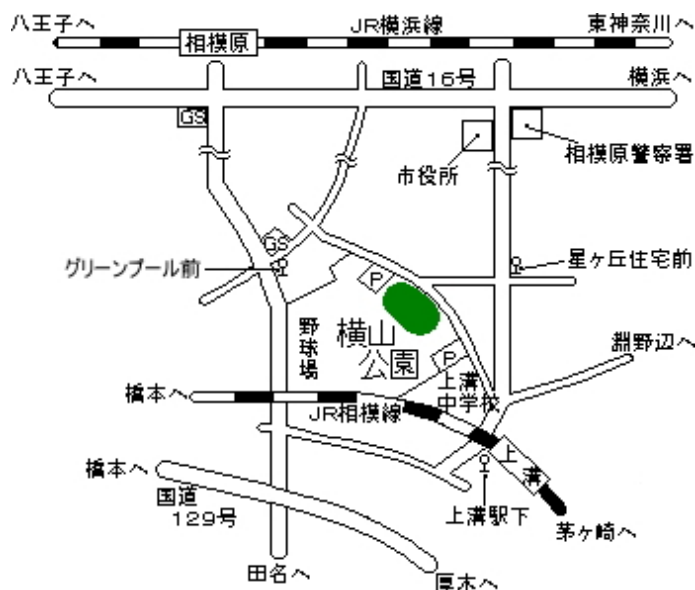 八王子へ
JR横浜線
東神奈川へ
相模原
八王子へ
国道16号
横浜へ
GS
市役所
相模原警察署
GS
グリーンプール前
P
星ヶ丘住宅前
野球場
横山
公園
P
淵野辺へ
上溝
中学校
橋本へ
JR相模線
上溝
橋本へ
国道
129号
上溝駅下
茅ヶ崎へ
田名へ
厚木へ